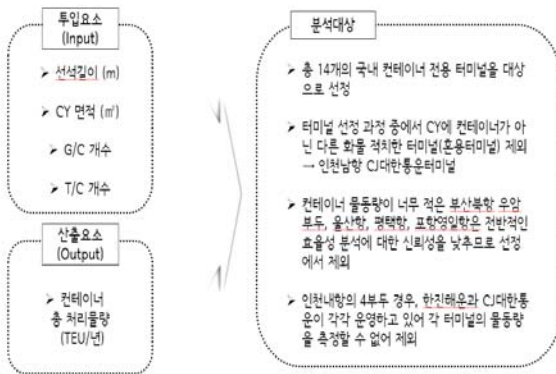 투입요소
(Input)
➢ 선석길이 (m)
➢ CY 면적 (㎡)
➢ G/C 개수
➢ T/C 개수
산출요소
(Output)
➢ 컨테이너
총 처리물량
(TEU/년)
분석대상
➢ 총 14개의 국내 컨테이너 전용 터미널을 대상
으로 선정
➢ 터미널 선정 과정 중에서 CY에 컨테이너가 아
닌 다른 화물 적치한 터미널(혼용터미널) 제외
→ 인천남항 CJ대한통운터미널
➢ 컨테이너 물동량이 너무 적은 부산북항 우암
부두, 울산항, 평택항, 포항영일항은 전반적인
효율성 분석에 대한 신뢰성을 낮추므로 선정
에서 제외
➢ 인천내항의 4부두 경우, 한진해운과 CJ대한통
운이 각각 운영하고 있어 각 터미널의 물동량
을 측정할 수 없어 제외